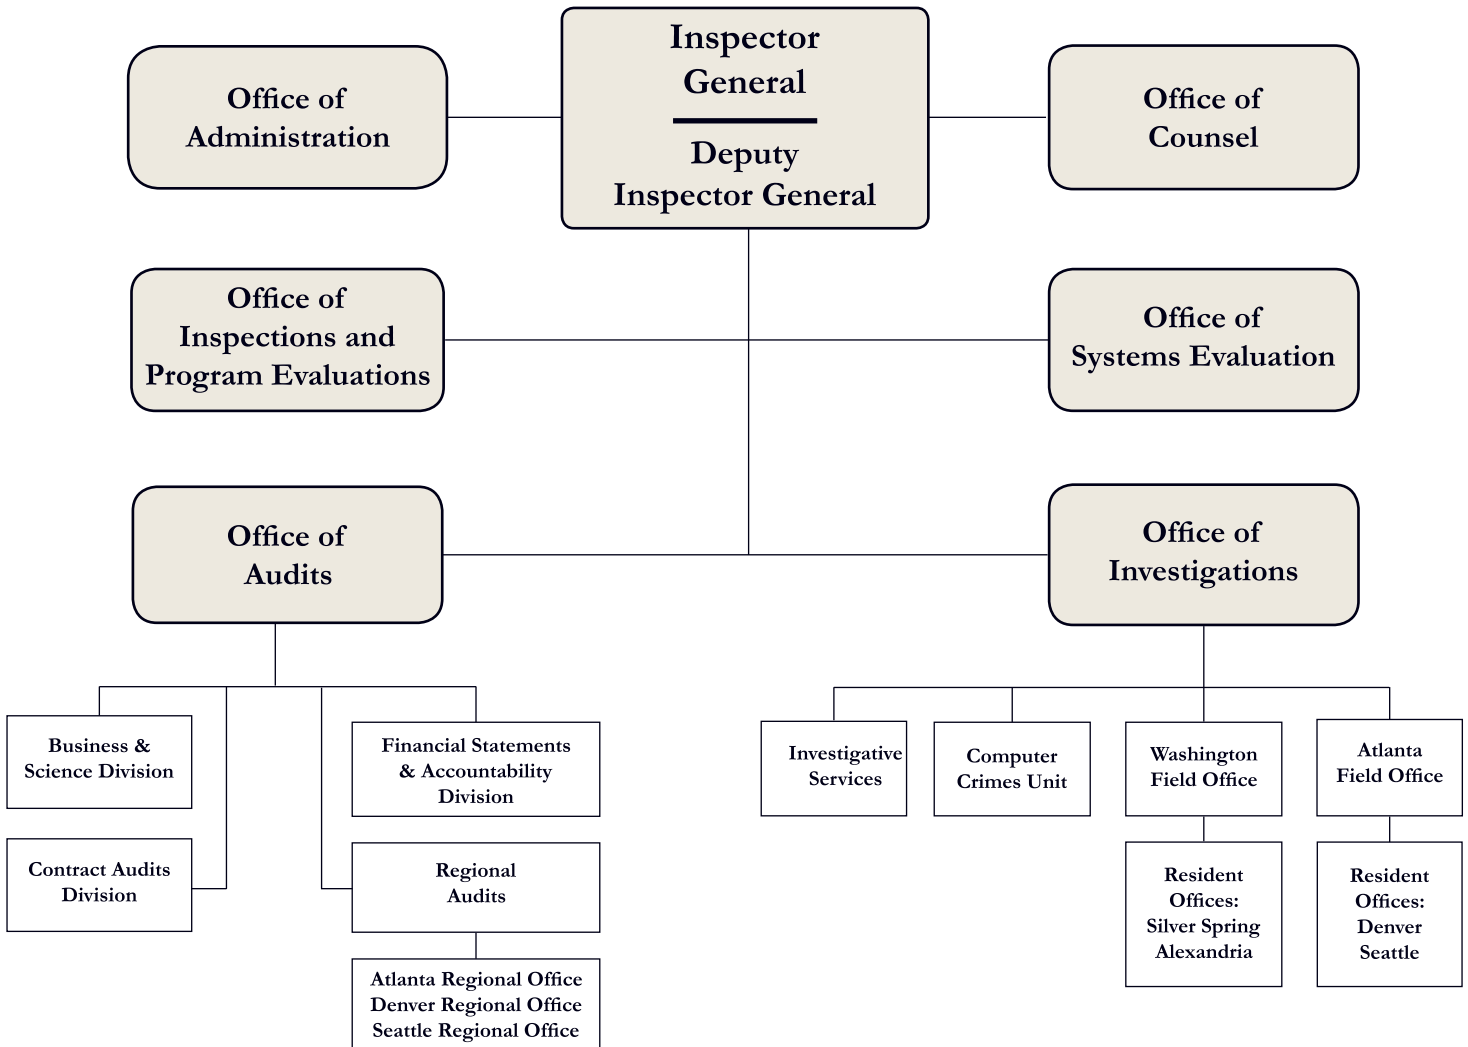 Inspector
General
Deputy
Inspector General
Office of
Administration
Office of
Counsel
Office of
Inspections and
Program Evaluations
Office of
Systems Evaluation
Office of
Audits
Office of
Investigations
Business &
Science Division
Contract Audits
Division
Financial Statements
& Accountability
Division
Regional
Audits
Atlanta Regional Office
Denver Regional Office
Seattle Regional Office
Investigative
Services
Computer
Crimes Unit
Washington
Field Office
Resident
Offices:
Silver Spring
Alexandria
Atlanta
Field Office
Resident
Offices:
Denver
Seattle